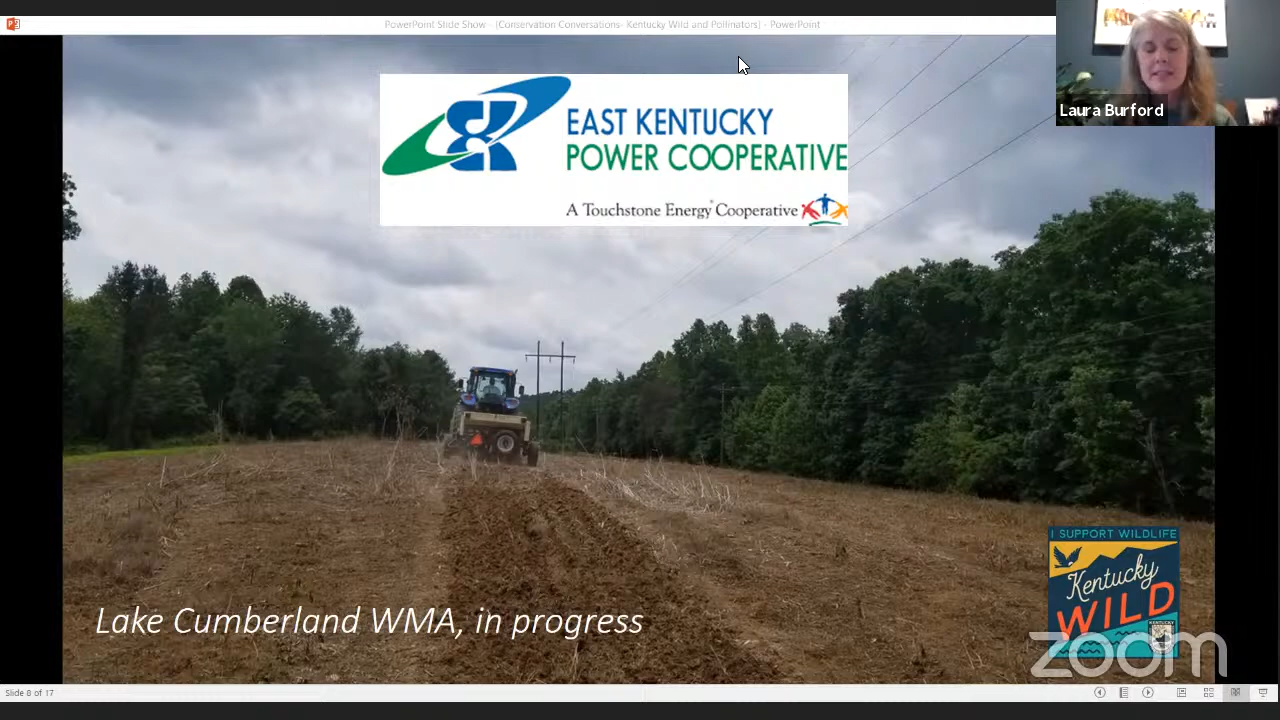 PowerPoint Slide Show - [Conservation Conversations- Kentucky Wild and Pollinators] - PowerPoint
Laura Burford
EAST KENTUCKY
POWER COOPERATIVE
A Touchstone Energy® Cooperative
I SUPPORT WILDLIFE
Kentucky
WILD
KENTUCKY
Lake Cumberland WMA, in progress
zoom
Slide 8 of 17